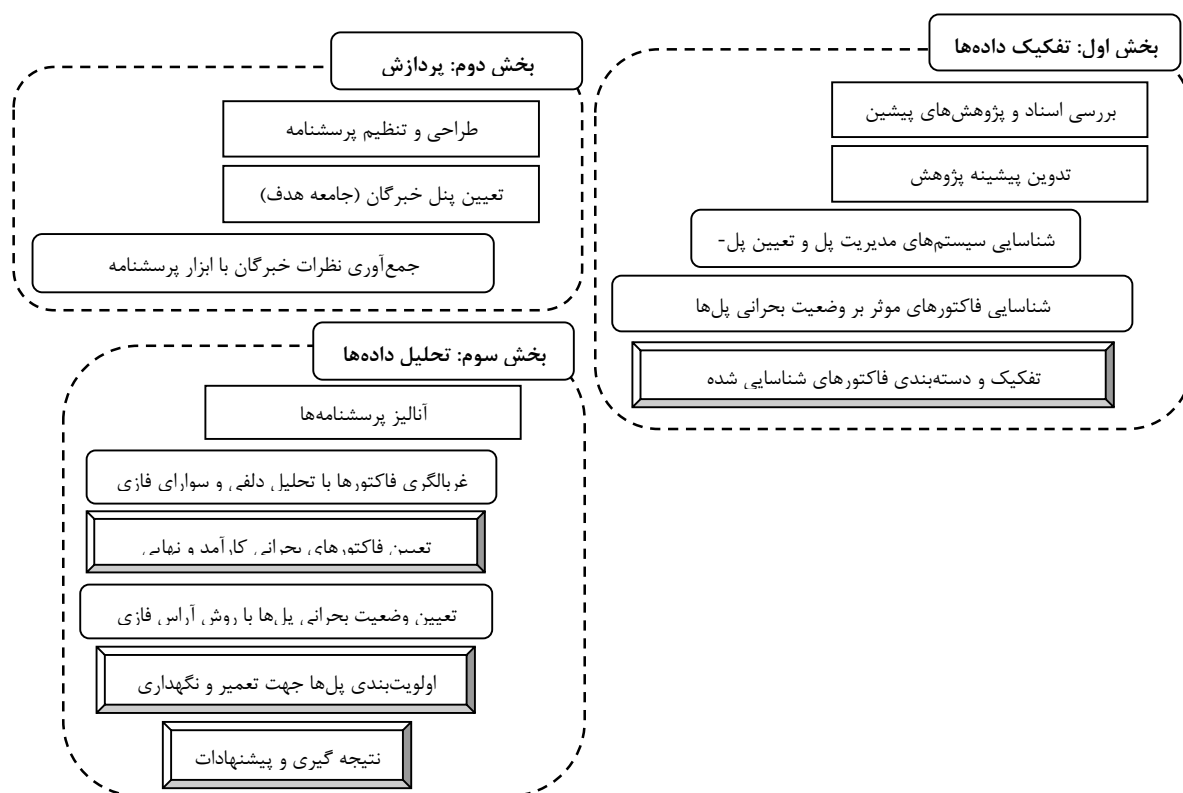 بخش اول: تفکیک داده‌ها
بررسی اسناد و پژوهش‌های پیشین
تدوین پیشینه پژوهش
شناسایی سیستم‌های مدیریت پل و تعیین پل-
شناسایی فاکتورهای موثر بر وضعیت بحرانی پل‌ها
تفکیک و دسته‌بندی فاکتورهای شناسایی شده
بخش دوم: پردازش
طراحی و تنظیم پرسشنامه
تعیین پنل خبرگان (جامعه هدف)
جمع‌آوری نظرات خبرگان با ابزار پرسشنامه
بخش سوم: تحلیل داده‌ها
آنالیز پرسشنامه‌ها
غربالگری فاکتورها با تحلیل دلفی و سوارای فازی
تعیین فاکتورهای بحرانی کارآمد و نهایی
تعیین وضعیت بحرانی پل‌ها با روش آراس فازی
اولویت‌بندی پل‌ها جهت تعمیر و نگهداری
نتیجه گیری و پیشنهادات